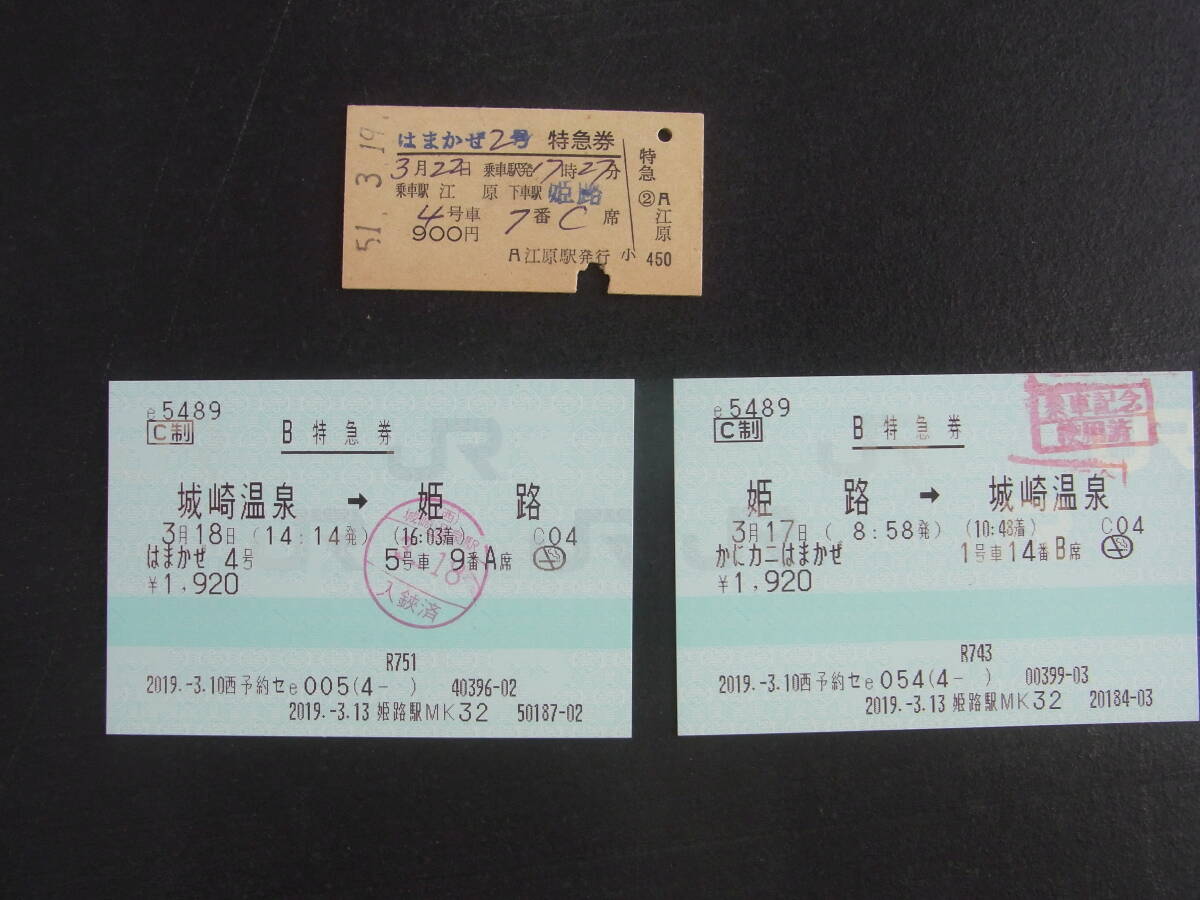 51. 3. 19.
はまかぜ2号 特急券
3月22日 乗車駅発17時27分
乗車駅 江 原 下車駅 姫路
4号車 7番C席
900円
江原駅発行 小
特急
②
江原
450
e5489
C制
B 特急券
城崎温泉 → 姫 路
3月18日 (14:14発) (16:03着) C04
はまかぜ 4号 5号車 9番A席
¥1,920
18
入鋏済
R751
2019.-3.10西予約セe005(4- ) 40396-02
2019.-3.13 姫路駅MK32 50187-02
e5489
C制
B 特急券
乗車記念
使用済
姫 路 → 城崎温泉
3月17日 ( 8:58発) (10:48着) C04
かにカニはまかぜ 1号車14番B席
¥1,920
R743
2019.-3.10西予約セe054(4- ) 00399-03
2019.-3.13 姫路駅MK32 20184-03